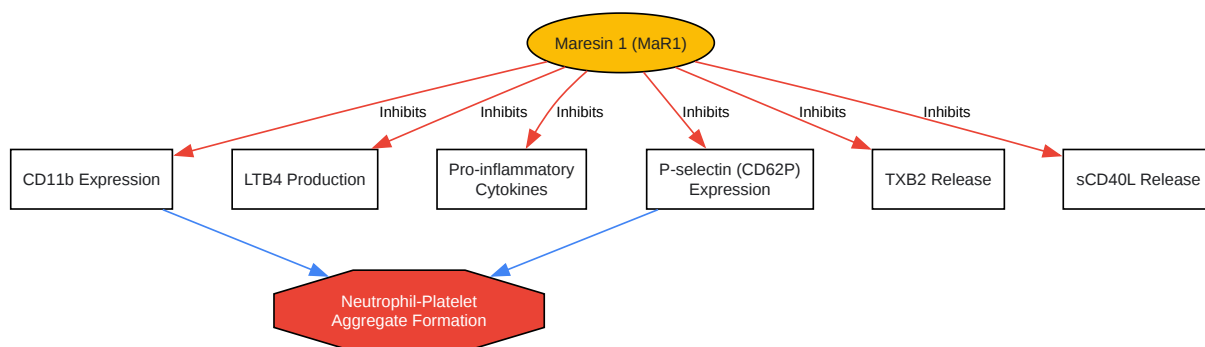 Maresin 1 (MaR1)
Inhibits
Inhibits
Inhibits
Inhibits
Inhibits
Inhibits
CD11b Expression
LTB4 Production
Pro-inflammatory
Cytokines
P-selectin (CD62P)
Expression
TXB2 Release
sCD40L Release
Neutrophil-Platelet
Aggregate Formation